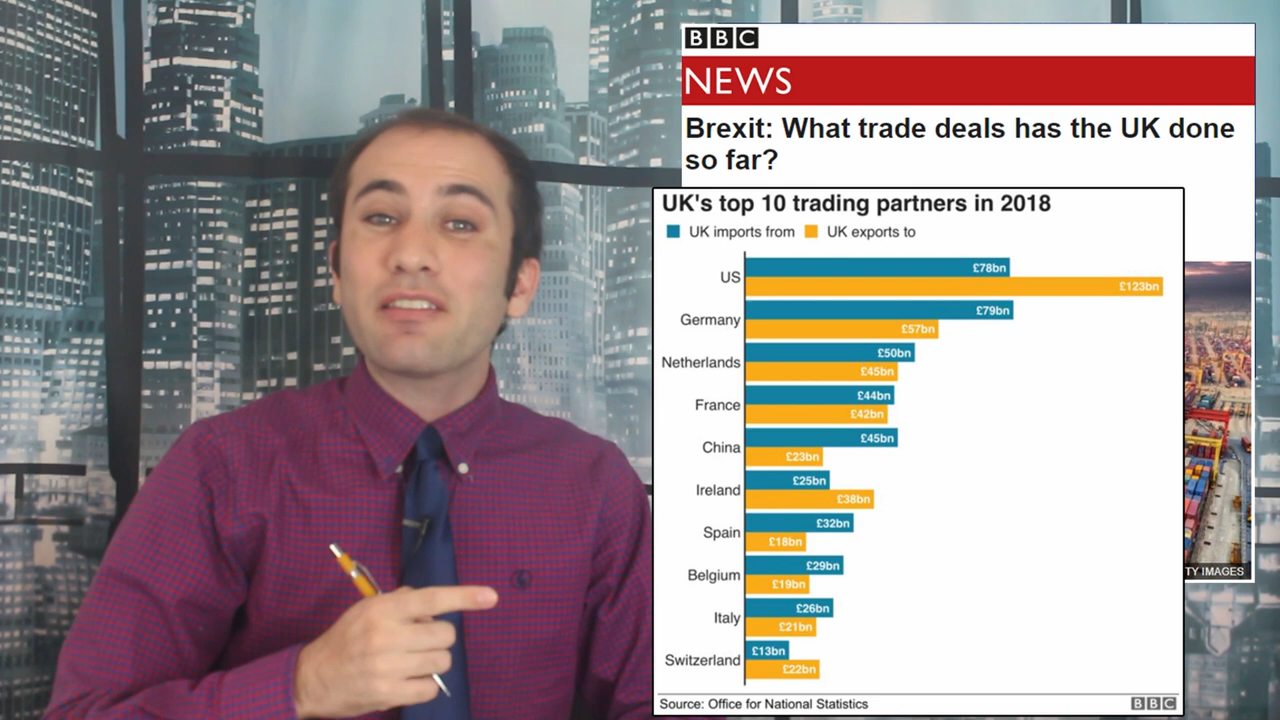 BBC
NEWS
Brexit: What trade deals has the UK done
so far?
UK's top 10 trading partners in 2018
UK imports from UK exports to
US £78bn
£123bn
Germany £79bn
£57bn
Netherlands £50bn
£45bn
France £44bn
£42bn
China £45bn
£23bn
Ireland £25bn
£38bn
Spain £32bn
£18bn
Belgium £29bn
£19bn
Italy £26bn
£21bn
Switzerland £13bn
£22bn
TY IMAGES
Source: Office for National Statistics BBC